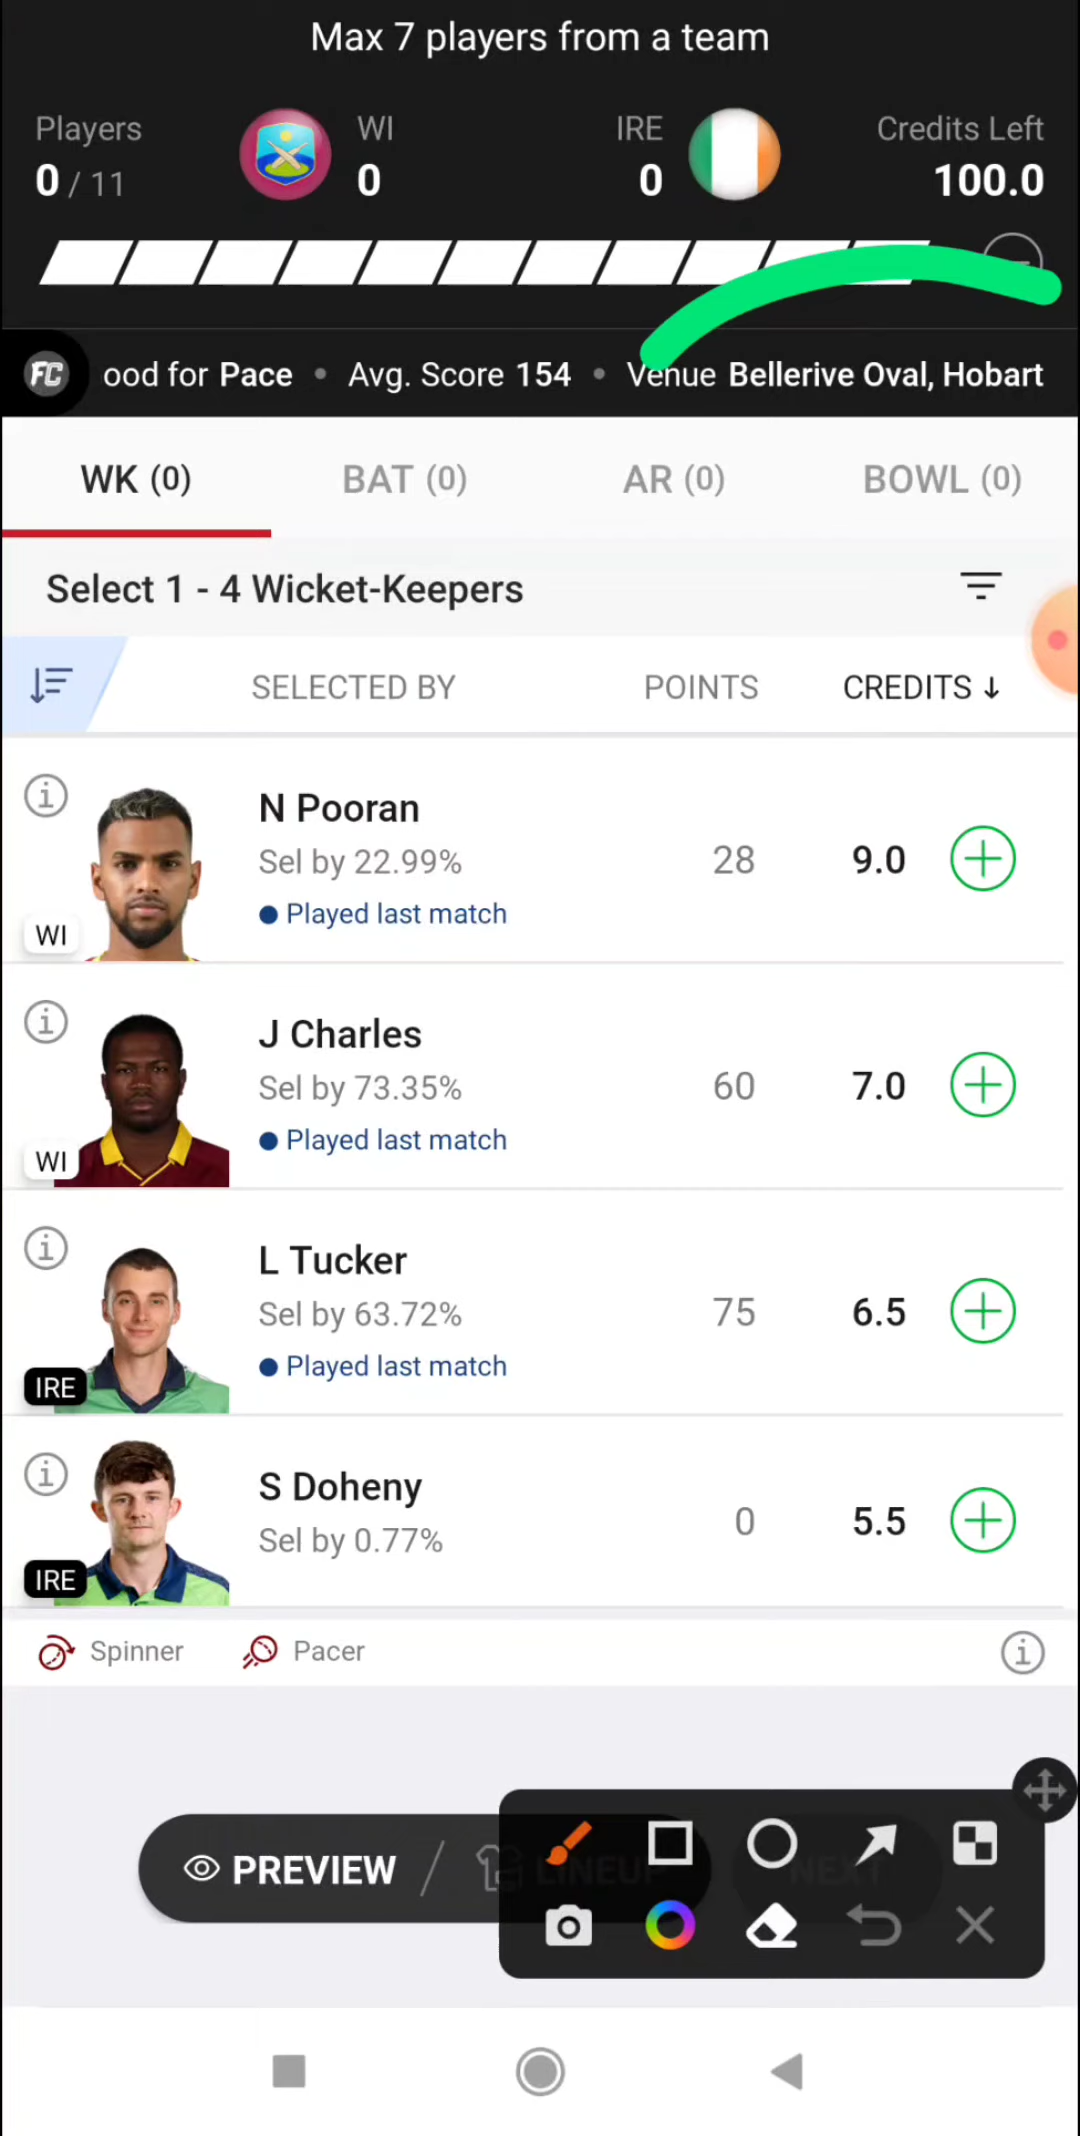 Max 7 players from a team
Players WI IRE Credits Left
0 / 11 0 0 100.0
FC ood for Pace • Avg. Score 154 • Venue Bellerive Oval, Hobart
WK (0) BAT (0) AR (0) BOWL (0)
Select 1 - 4 Wicket-Keepers
SELECTED BY POINTS CREDITS ↓
N Pooran
Sel by 22.99% 28 9.0
Played last match
WI
J Charles
Sel by 73.35% 60 7.0
Played last match
WI
L Tucker
Sel by 63.72% 75 6.5
Played last match
IRE
S Doheny
Sel by 0.77% 0 5.5
IRE
Spinner Pacer
PREVIEW / LINEUP NEXT